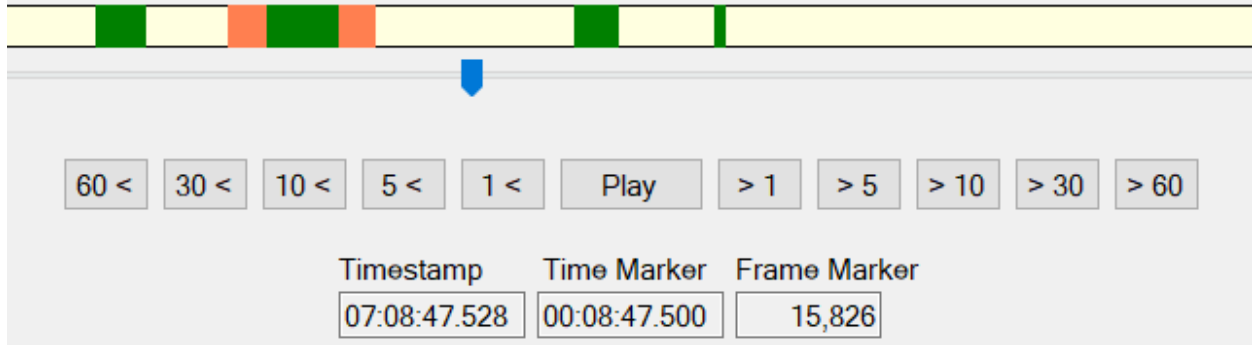 60 < 30 < 10 < 5 < 1 < Play > 1 > 5 > 10 > 30 > 60
Timestamp Time Marker Frame Marker
07:08:47.528 00:08:47.500 15,826